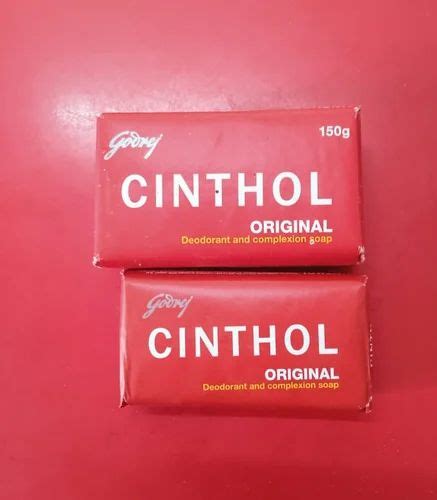 Godrej
150g
CINTHOL
ORIGINAL
Deodorant and complexion soap
Godrej
CINTHOL
ORIGINAL
Deodorant and complexion soap